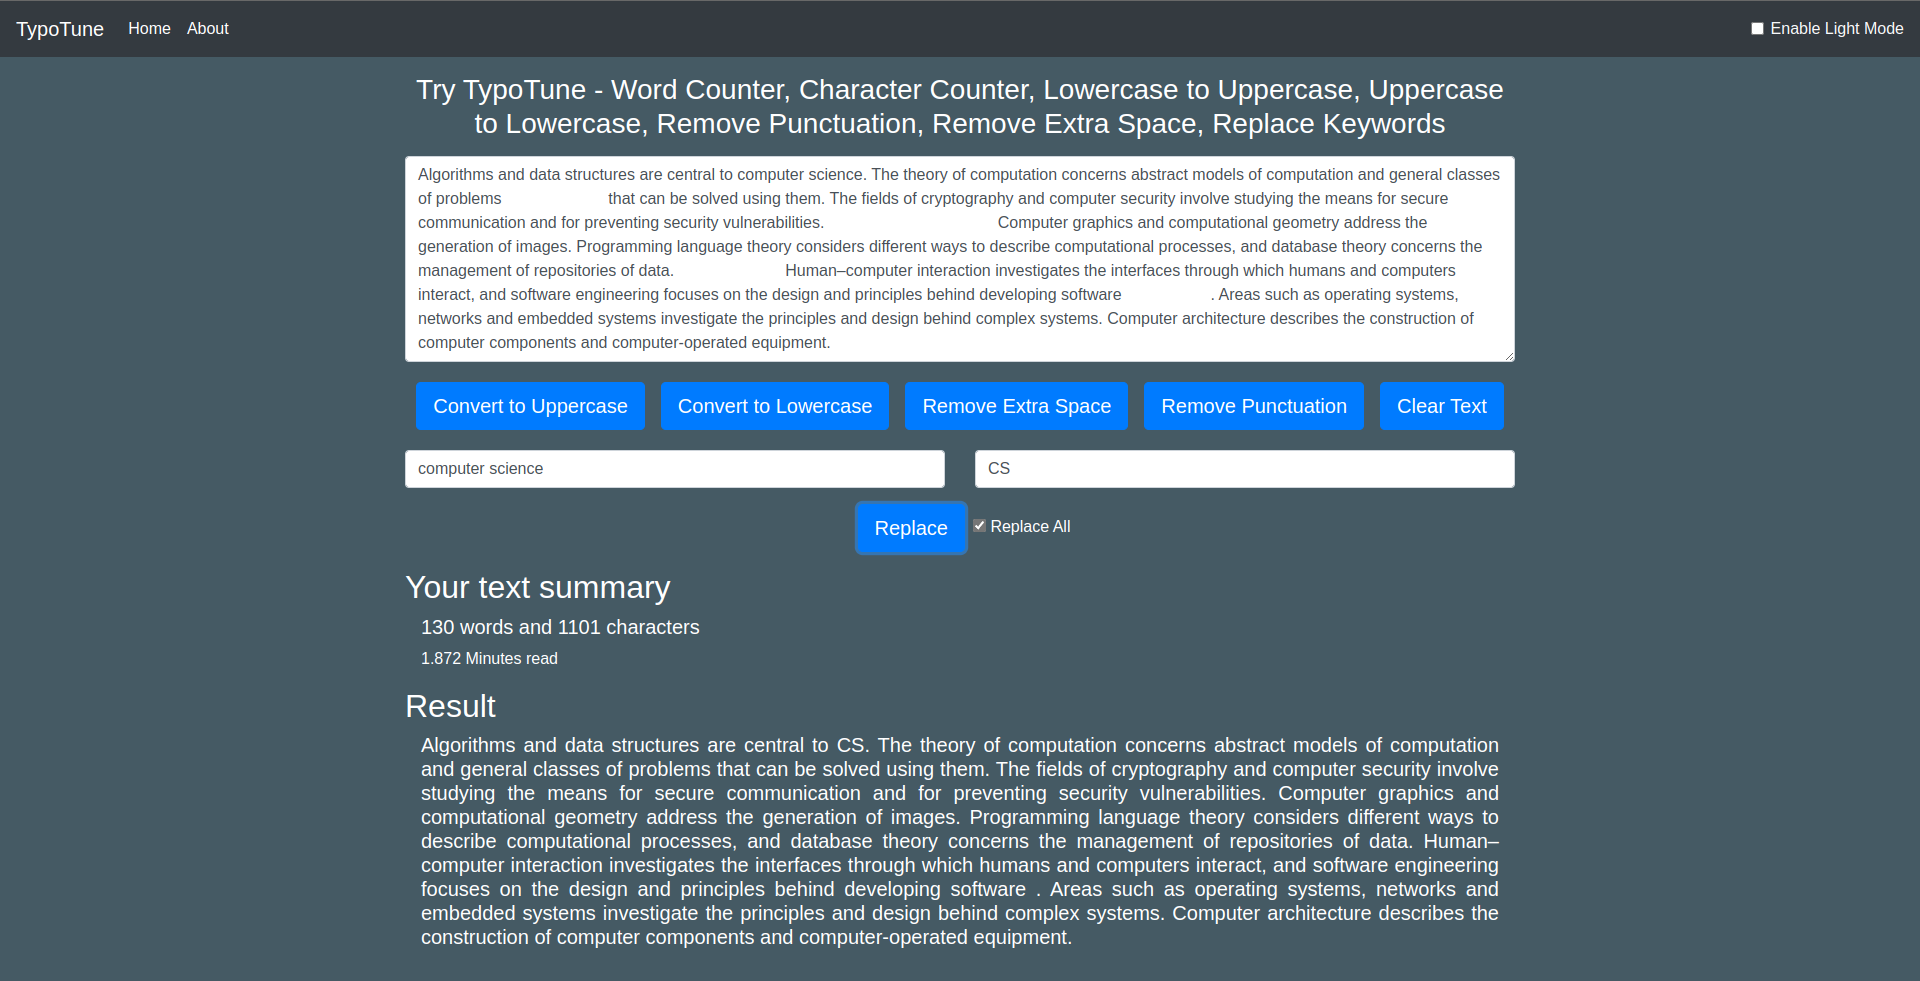 TypoTune Home About Enable Light Mode
Try TypoTune - Word Counter, Character Counter, Lowercase to Uppercase, Uppercase
to Lowercase, Remove Punctuation, Remove Extra Space, Replace Keywords
Algorithms and data structures are central to computer science. The theory of computation concerns abstract models of computation and general classes
of problems that can be solved using them. The fields of cryptography and computer security involve studying the means for secure
communication and for preventing security vulnerabilities. Computer graphics and computational geometry address the
generation of images. Programming language theory considers different ways to describe computational processes, and database theory concerns the
management of repositories of data. Human–computer interaction investigates the interfaces through which humans and computers
interact, and software engineering focuses on the design and principles behind developing software . Areas such as operating systems,
networks and embedded systems investigate the principles and design behind complex systems. Computer architecture describes the construction of
computer components and computer-operated equipment.
Convert to Uppercase Convert to Lowercase Remove Extra Space Remove Punctuation Clear Text
computer science CS
Replace Replace All
Your text summary
130 words and 1101 characters
1.872 Minutes read
Result
Algorithms and data structures are central to CS. The theory of computation concerns abstract models of computation
and general classes of problems that can be solved using them. The fields of cryptography and computer security involve
studying the means for secure communication and for preventing security vulnerabilities. Computer graphics and
computational geometry address the generation of images. Programming language theory considers different ways to
describe computational processes, and database theory concerns the management of repositories of data. Human–
computer interaction investigates the interfaces through which humans and computers interact, and software engineering
focuses on the design and principles behind developing software . Areas such as operating systems, networks and
embedded systems investigate the principles and design behind complex systems. Computer architecture describes the
construction of computer components and computer-operated equipment.